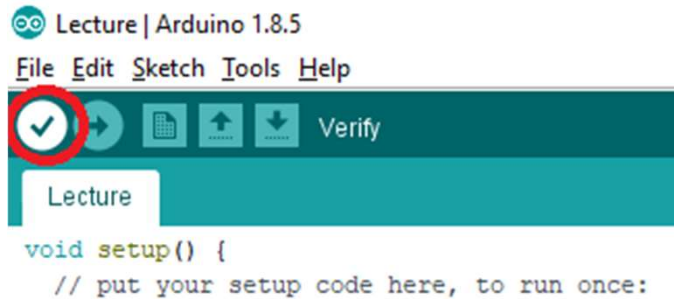 Lecture | Arduino 1.8.5
File Edit Sketch Tools Help
Verify
Lecture
void setup() {
// put your setup code here, to run once: